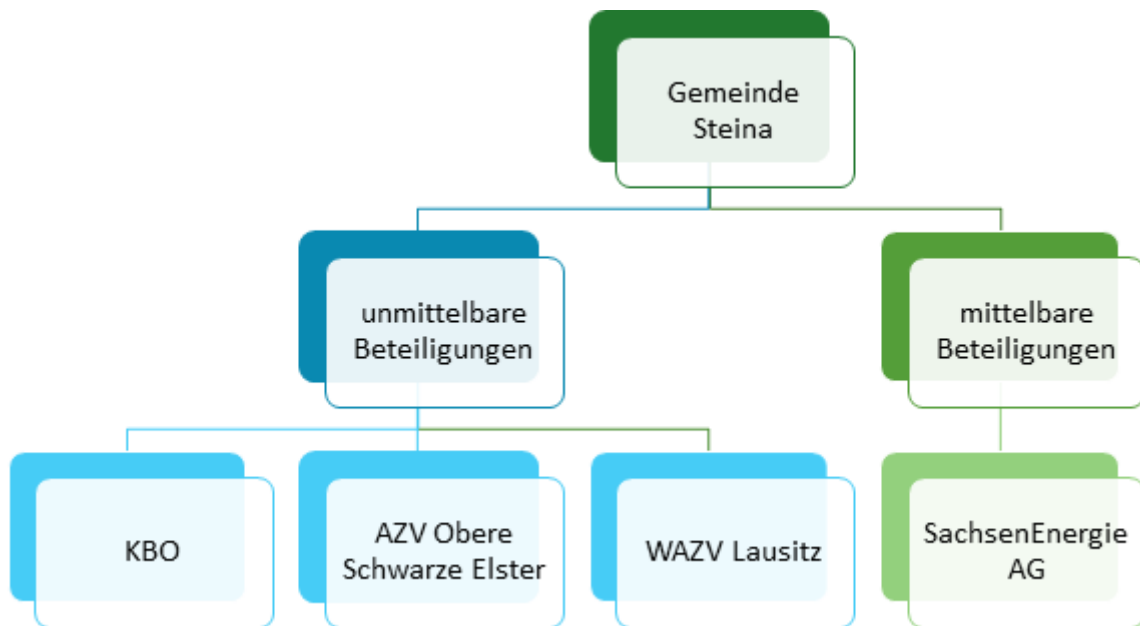 Gemeinde
Steina
unmittelbare
Beteiligungen
mittelbare
Beteiligungen
KBO
AZV Obere
Schwarze Elster
WAZV Lausitz
SachsenEnergie
AG